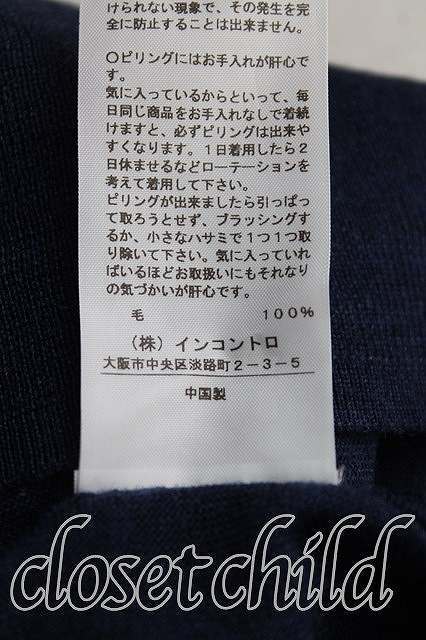 けられない現象で、その発生を完
全に防止することは出来ません。
○ピリングにはお手入れが肝心で
す。
気に入っているからといって、毎
日同じ商品をお手入れなしで着続
けますと、必ずピリングは出来や
すくなります。１日着用したら２
日休ませるなどローテーションを
考えて着用して下さい。
ピリングが出来ましたら引っぱっ
て取ろうとせず、ブラッシングす
るか、小さなハサミで１つ１つ取
り除いて下さい。気に入っていれ
ばいるほどお取扱いにもそれなり
の気づかいが肝心です。
毛 １００％
（株）インコントロ
大阪市中央区淡路町２－３－５
中国製
closet child